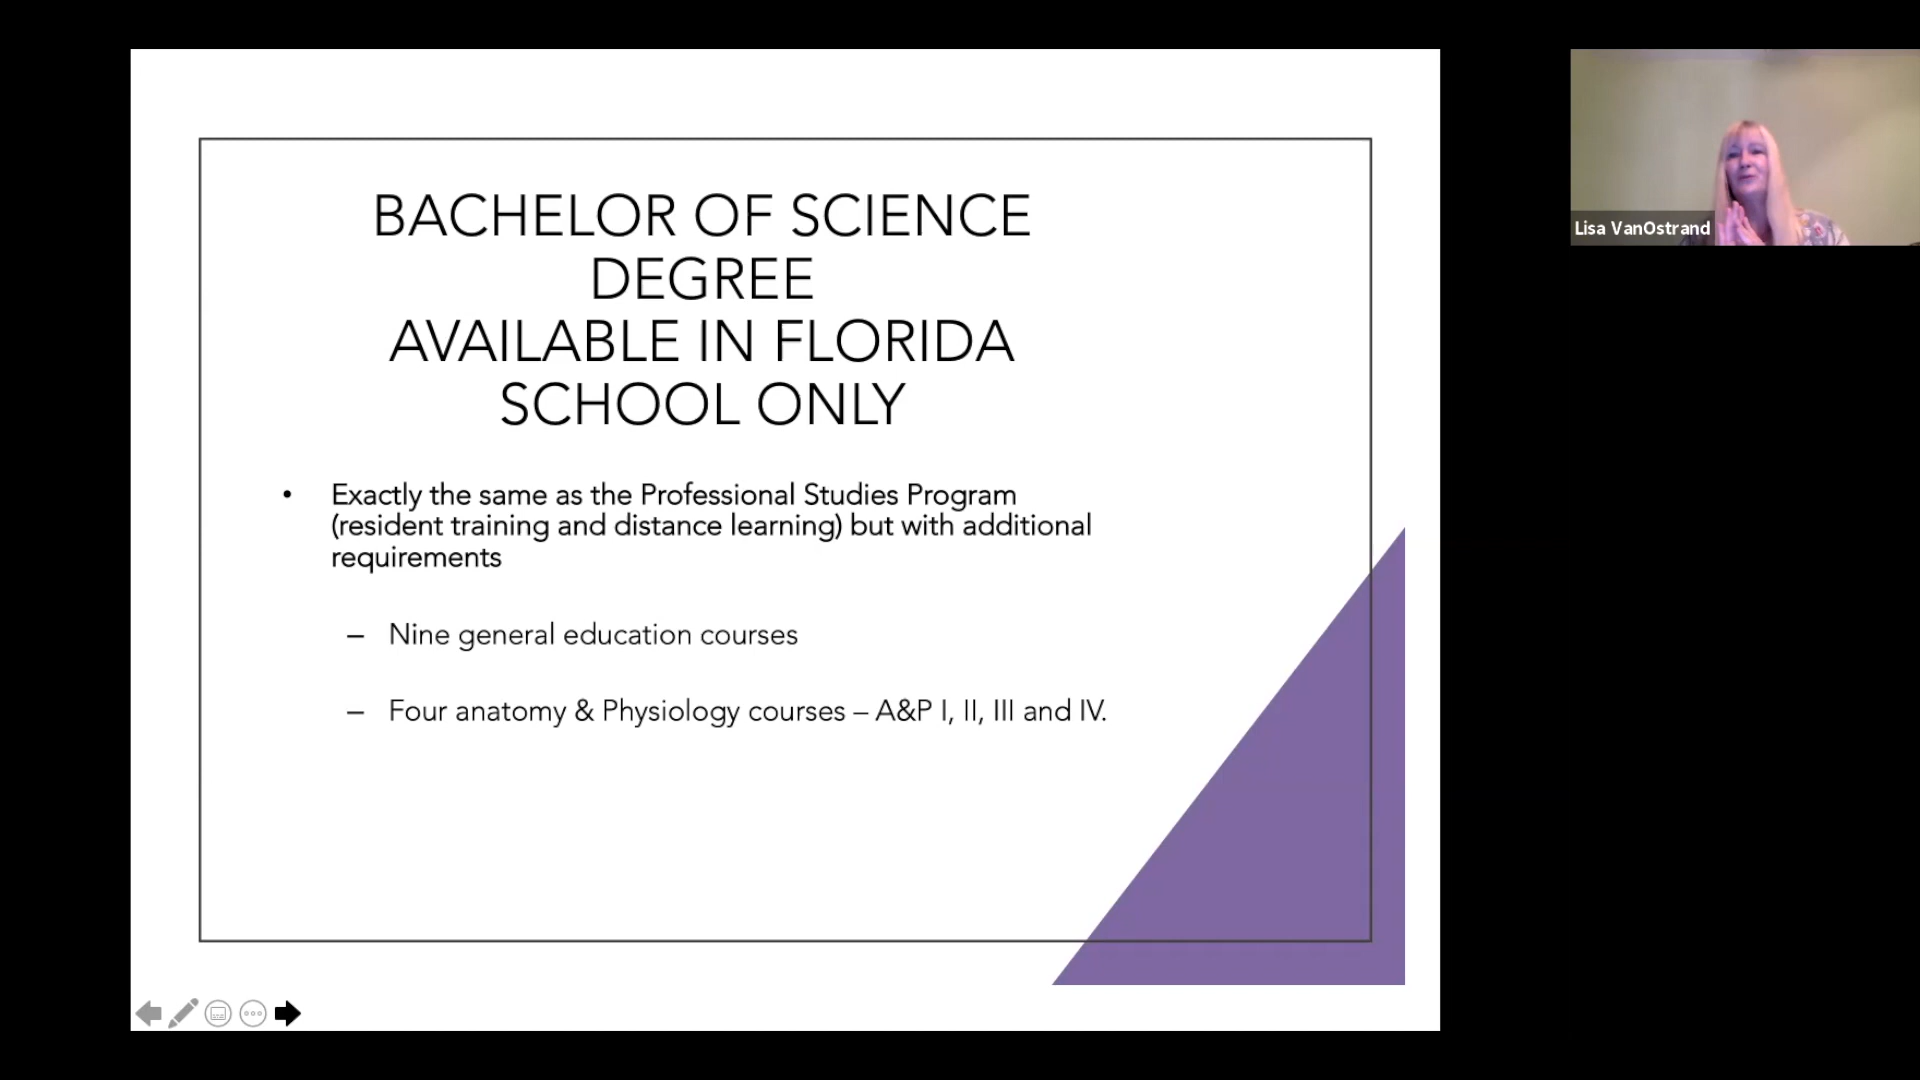 BACHELOR OF SCIENCE
DEGREE
AVAILABLE IN FLORIDA
SCHOOL ONLY
• Exactly the same as the Professional Studies Program
(resident training and distance learning) but with additional
requirements
– Nine general education courses
– Four anatomy & Physiology courses – A&P I, II, III and IV.
Lisa VanOstrand